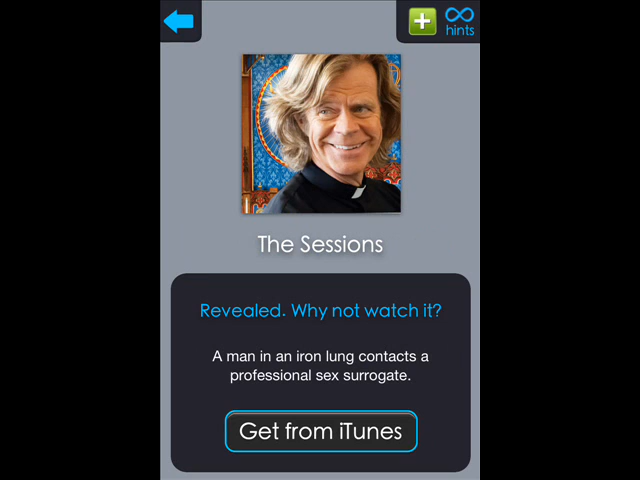 hints
The Sessions
Revealed. Why not watch it?
A man in an iron lung contacts a
professional sex surrogate.
Get from iTunes